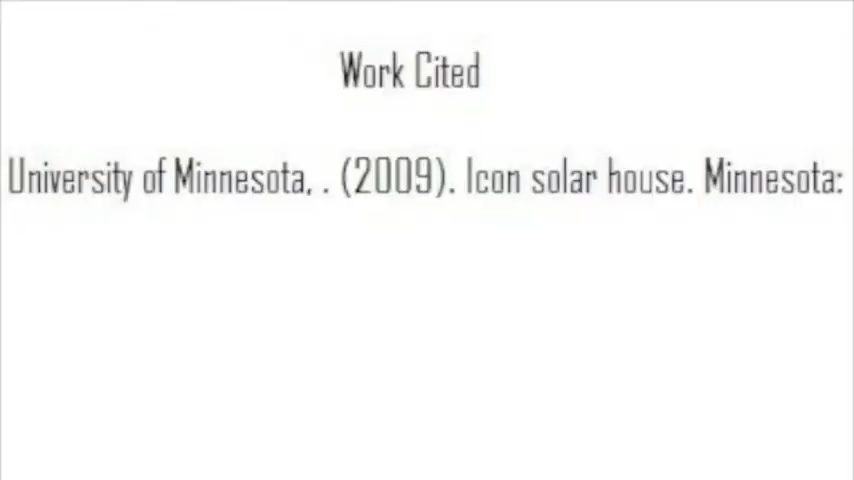 Work Cited
University of Minnesota, . (2009). Icon solar house. Minnesota: